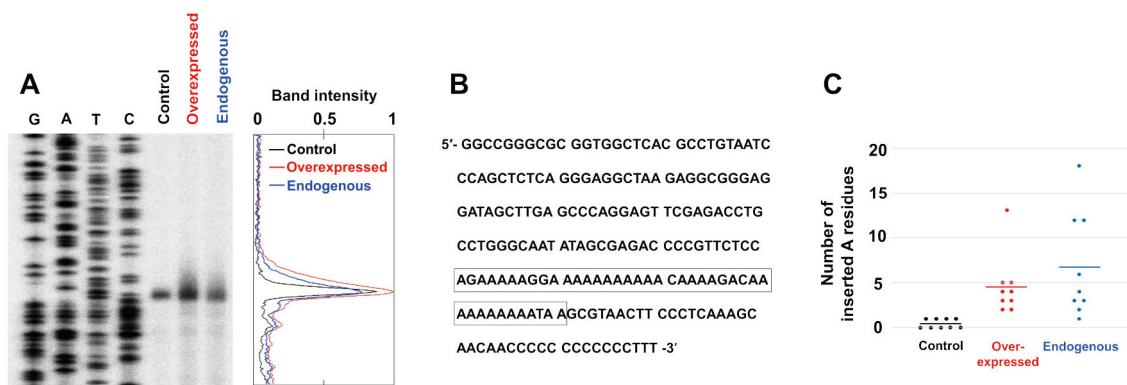 A
G A T C
Control
Overexpressed
Endogenous
Band intensity
0 0.5 1
Control
Overexpressed
Endogenous
B
5′- GGCCGGGCGC GGTGGCTCAC GCCTGTAATC
CCAGCTCTCA GGGAGGCTAA GAGGCGGGAG
GATAGCTTGA GCCCAGGAGT TCGAGACCTG
CCTGGGCAAT ATAGCGAGAC CCCGTTCTCC
AGAAAAAGGA AAAAAAAAAA CAAAAGACAA
AAAAAAAATA AGCGTAACTT CCCTCAAAGC
AACAACCCCC CCCCCCCTTT -3′
C
Number of
inserted A residues
20
15
10
5
0
Control
Over-
expressed
Endogenous